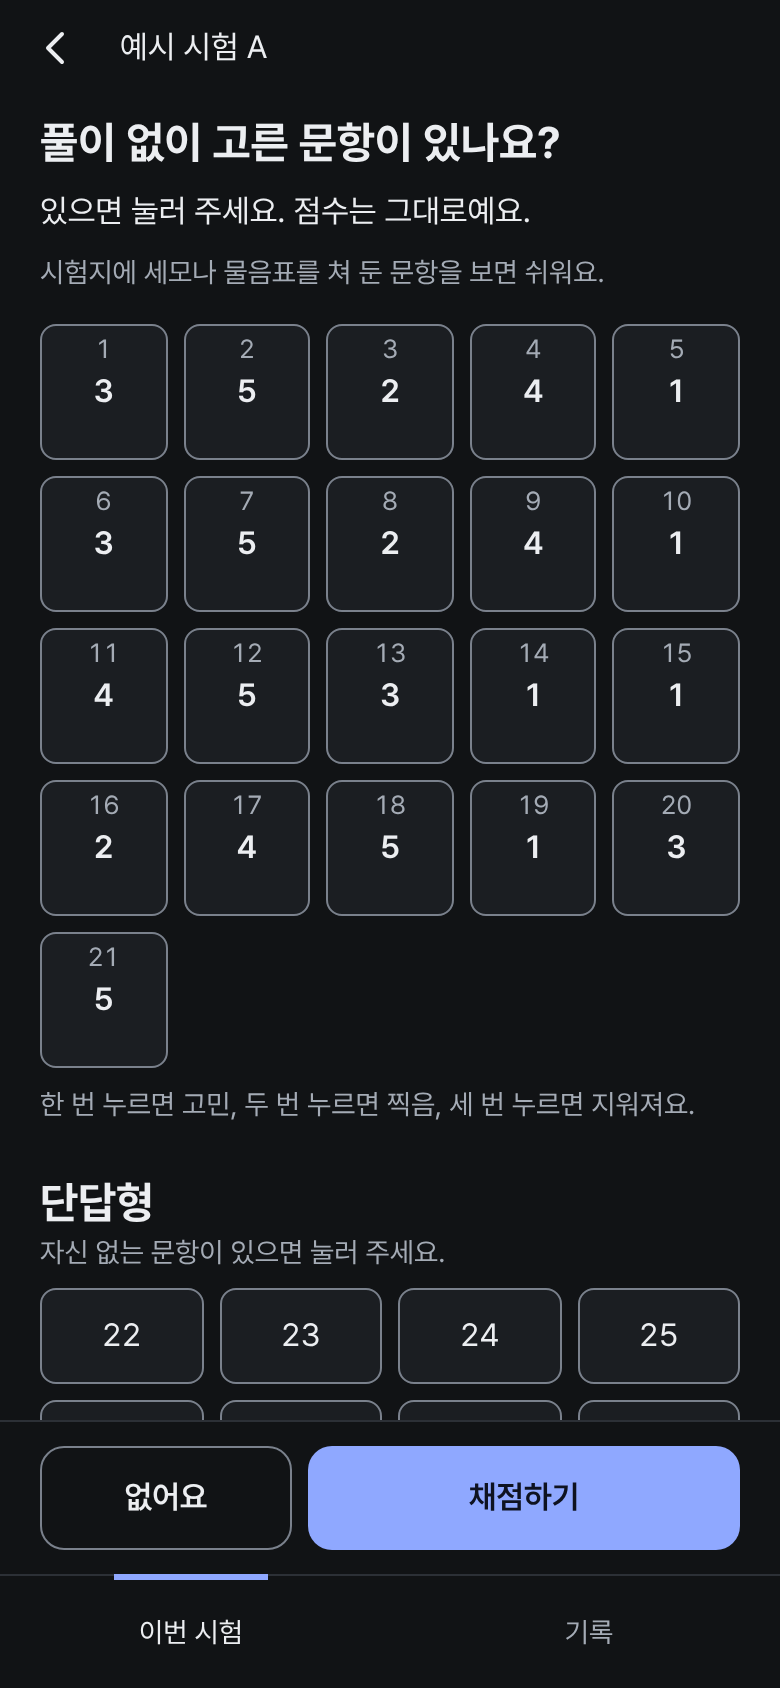 예시 시험 A
풀이 없이 고른 문항이 있나요?
있으면 눌러 주세요. 점수는 그대로예요.
시험지에 세모나 물음표를 쳐 둔 문항을 보면 쉬워요.
1 2 3 4 5
3 5 2 4 1
6 7 8 9 10
3 5 2 4 1
11 12 13 14 15
4 5 3 1 1
16 17 18 19 20
2 4 5 1 3
21
5
한 번 누르면 고민, 두 번 누르면 찍음, 세 번 누르면 지워져요.
단답형
자신 없는 문항이 있으면 눌러 주세요.
22 23 24 25
없어요 채점하기
이번 시험 기록